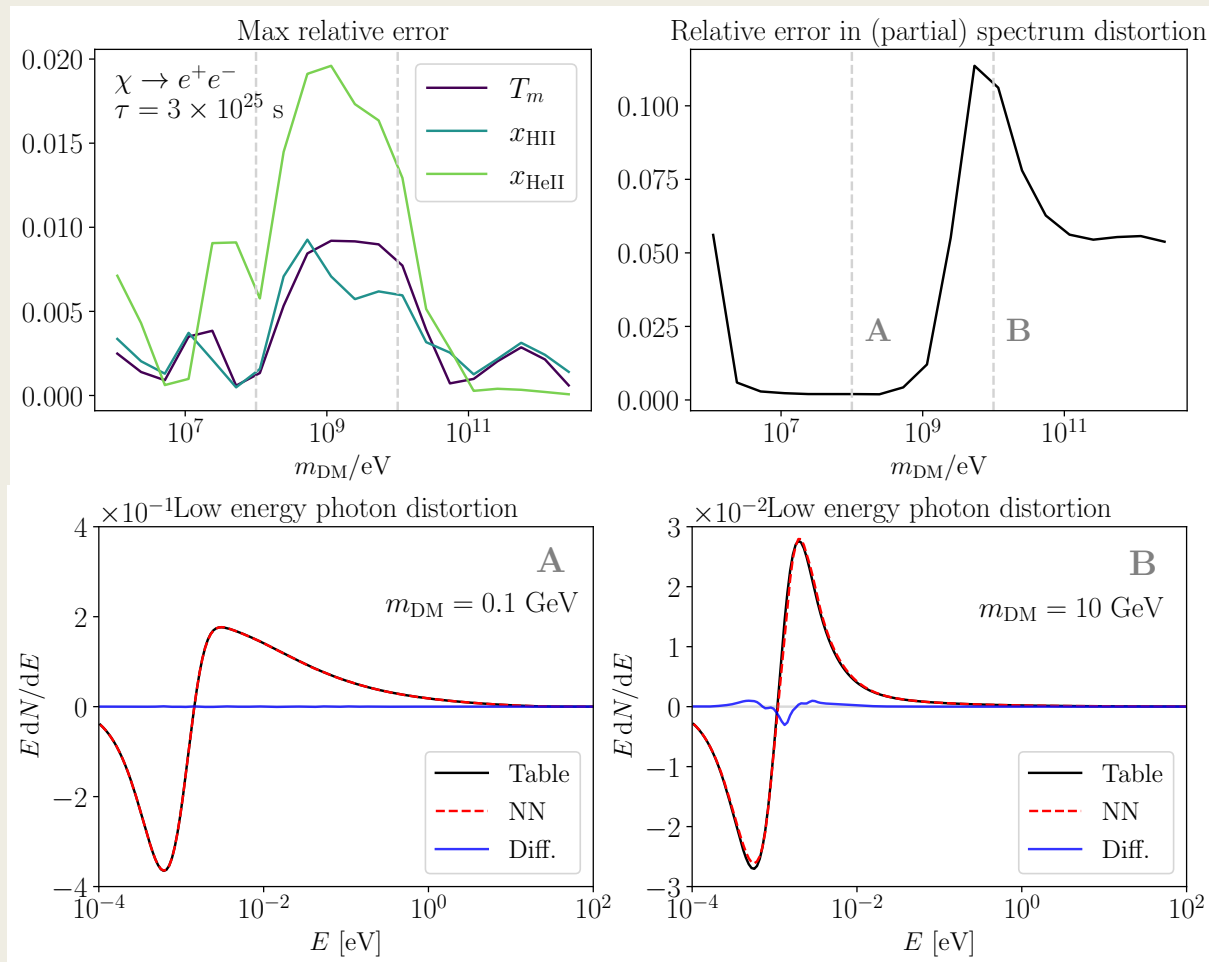 Max relative error
χ → e⁺e⁻
τ = 3 × 10²⁵ s
T_m
x_HII
x_HeII
0.020
0.015
0.010
0.005
0.000
10⁷ 10⁹ 10¹¹
m_DM/eV
Relative error in (partial) spectrum distortion
0.100
0.075
0.050
0.025
0.000
A
B
10⁷ 10⁹ 10¹¹
m_DM/eV
×10⁻¹Low energy photon distortion
A
m_DM = 0.1 GeV
4
2
0
−2
−4
E dN/dE
Table
NN
Diff.
10⁻⁴ 10⁻² 10⁰ 10²
E [eV]
×10⁻²Low energy photon distortion
B
m_DM = 10 GeV
3
2
1
0
−1
−2
−3
E dN/dE
Table
NN
Diff.
10⁻⁴ 10⁻² 10⁰ 10²
E [eV]